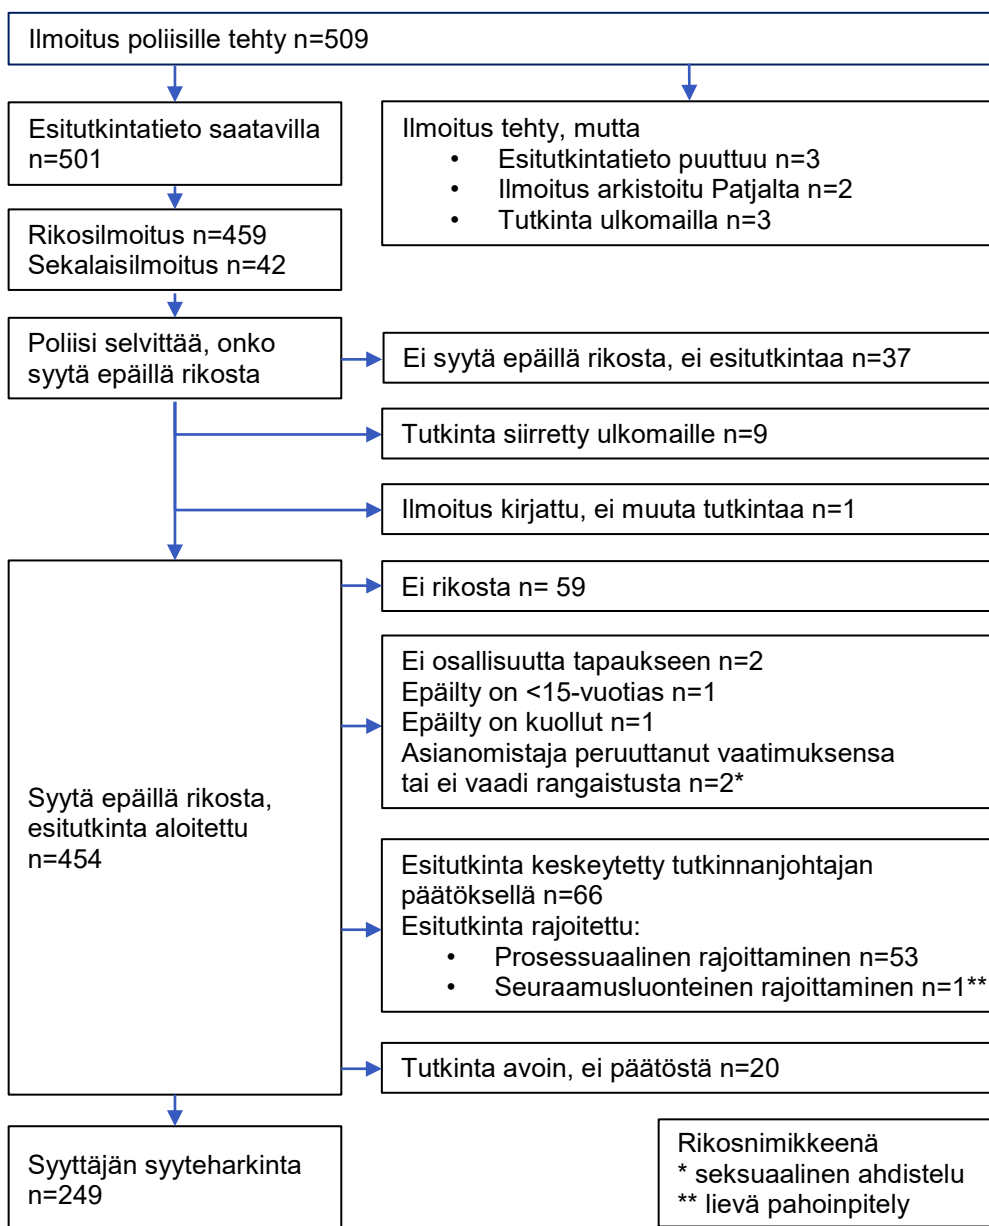 Ilmoitus poliisille tehty n=509
Esitutkintatieto saatavilla
n=501
Ilmoitus tehty, mutta
• Esitutkintatieto puuttuu n=3
• Ilmoitus arkistoitu Patjalta n=2
• Tutkinta ulkomailla n=3
Rikosilmoitus n=459
Sekalaisilmoitus n=42
Poliisi selvittää, onko
syytä epäillä rikosta
Ei syytä epäillä rikosta, ei esitutkintaa n=37
Tutkinta siirretty ulkomaille n=9
Ilmoitus kirjattu, ei muuta tutkintaa n=1
Syytä epäillä rikosta,
esitutkinta aloitettu
n=454
Ei rikosta n= 59
Ei osallisuutta tapaukseen n=2
Epäilty on <15-vuotias n=1
Epäilty on kuollut n=1
Asianomistaja peruuttanut vaatimuksensa
tai ei vaadi rangaistusta n=2*
Esitutkinta keskeytetty tutkinnanjohtajan
päätöksellä n=66
Esitutkinta rajoitettu:
• Prosessuaalinen rajoittaminen n=53
• Seuraamusluonteinen rajoittaminen n=1**
Tutkinta avoin, ei päätöstä n=20
Syyttäjän syyteharkinta
n=249
Rikosnimikkeenä
* seksuaalinen ahdistelu
** lievä pahoinpitely